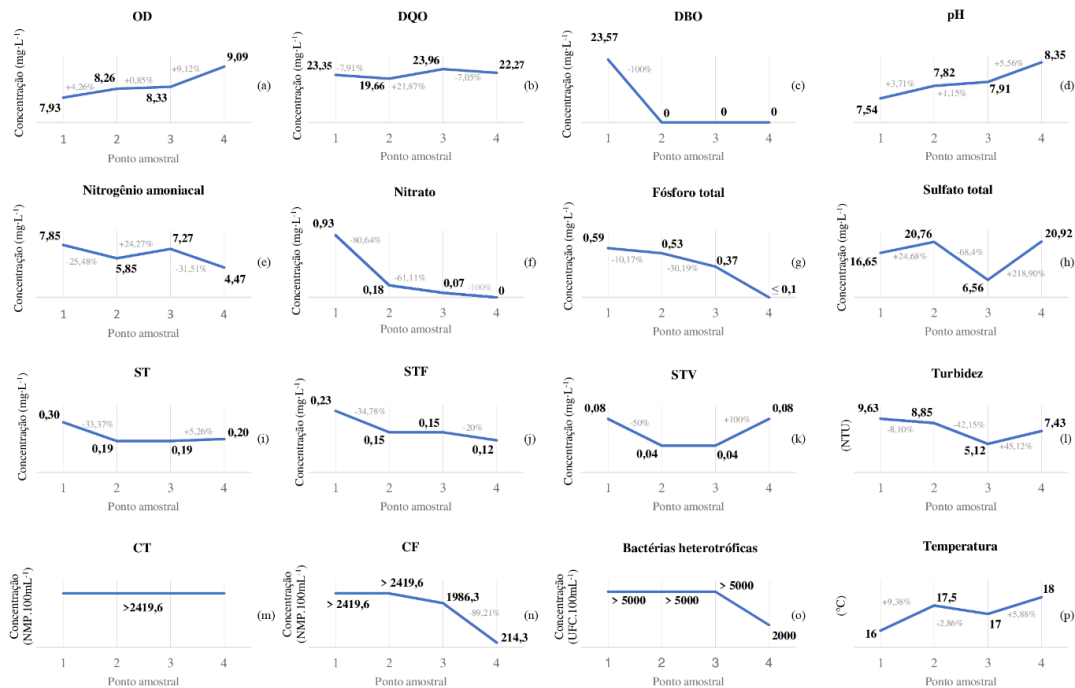 OD
Concentração (mg·L⁻¹)
7,93
+4,26%
8,26
+0,85%
8,33
+9,12%
9,09
(a)
1 2 3 4
Ponto amostral
DQO
Concentração (mg·L⁻¹)
23,35
-7,91%
19,66
+21,87%
23,96
-7,05%
22,27
(b)
1 2 3 4
Ponto amostral
DBO
Concentração (mg·L⁻¹)
23,57
-100%
0
0
0
(c)
1 2 3 4
Ponto amostral
pH
Concentração (mg·L⁻¹)
7,54
+3,71%
7,82
+1,15%
7,91
+5,56%
8,35
(d)
1 2 3 4
Ponto amostral
Nitrogênio amoniacal
Concentração (mg·L⁻¹)
7,85
-25,48%
5,85
+24,27%
7,27
-31,51%
4,47
(e)
1 2 3 4
Ponto amostral
Nitrato
Concentração (mg·L⁻¹)
0,93
-80,64%
0,18
-61,11%
0,07
-100%
0
(f)
1 2 3 4
Ponto amostral
Fósforo total
Concentração (mg·L⁻¹)
0,59
-10,17%
0,53
-30,19%
0,37
≤ 0,1
(g)
1 2 3 4
Ponto amostral
Sulfato total
Concentração (mg·L⁻¹)
16,65
+24,68%
20,76
-68,4%
6,56
+218,90%
20,92
(h)
1 2 3 4
Ponto amostral
ST
Concentração (mg·L⁻¹)
0,30
-33,37%
0,19
0,19
+5,26%
0,20
(i)
1 2 3 4
Ponto amostral
STF
Concentração (mg·L⁻¹)
0,23
-34,78%
0,15
0,15
-20%
0,12
(j)
1 2 3 4
Ponto amostral
STV
Concentração (mg·L⁻¹)
0,08
-50%
0,04
0,04
+100%
0,08
(k)
1 2 3 4
Ponto amostral
Turbidez
(NTU)
9,63
-8,10%
8,85
-42,15%
5,12
+45,12%
7,43
(l)
1 2 3 4
Ponto amostral
CT
Concentração
(NMP.100mL⁻¹)
>2419,6
(m)
1 2 3 4
Ponto amostral
CF
Concentração
(NMP.100mL⁻¹)
> 2419,6
> 2419,6
1986,3
-89,21%
214,3
(n)
1 2 3 4
Ponto amostral
Bactérias heterotróficas
Concentração
(UFC.100mL⁻¹)
> 5000
> 5000
> 5000
2000
(o)
1 2 3 4
Ponto amostral
Temperatura
(°C)
16
+9,38%
17,5
-2,86%
17
+5,88%
18
(p)
1 2 3 4
Ponto amostral